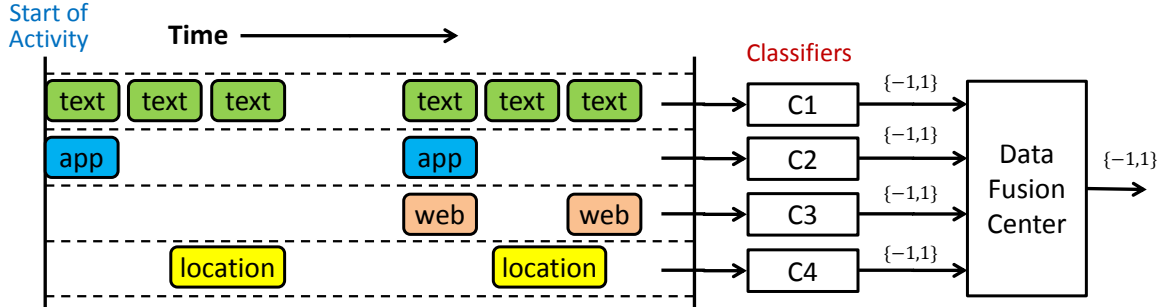 Start of
Activity
Time
Classifiers
text text text text text text
C1
{−1,1}
app app
C2
{−1,1}
web web
C3
{−1,1}
location location
C4
{−1,1}
Data
Fusion
Center
{−1,1}